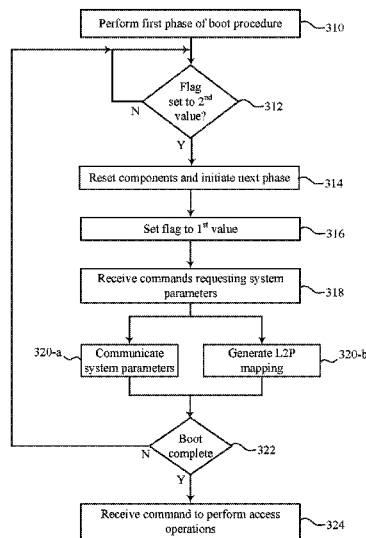 Perform first phase of boot procedure
310
Flag
set to 2nd
value?
312
N
Y
Reset components and initiate next phase
314
Set flag to 1st value
316
Receive commands requesting system
parameters
318
320-a
Communicate
system parameters
Generate L2P
mapping
320-b
Boot
complete
322
N
Y
Receive command to perform access
operations
324